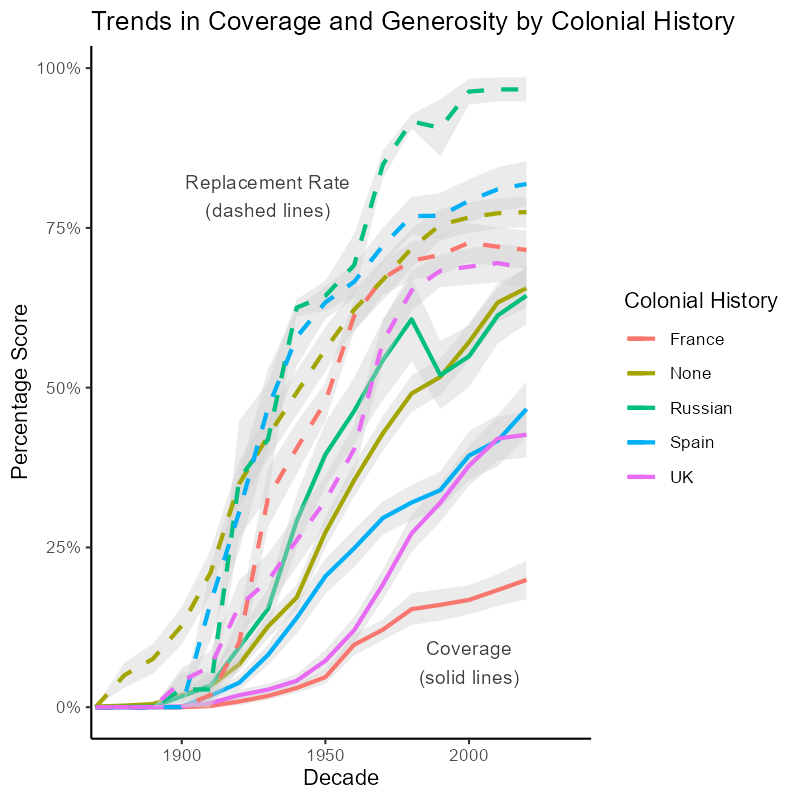 Trends in Coverage and Generosity by Colonial History
100%
75%
50%
25%
0%
Percentage Score
Replacement Rate
(dashed lines)
Coverage
(solid lines)
1900
1950
2000
Decade
Colonial History
France
None
Russian
Spain
UK